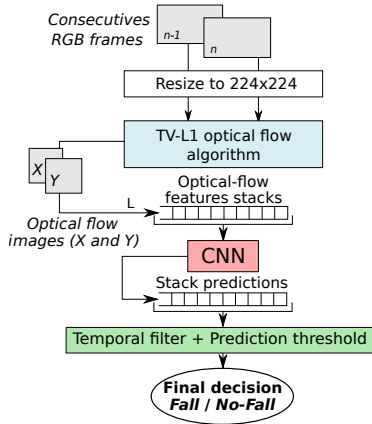 Consecutives
RGB frames
n-1
n
Resize to 224x224
TV-L1 optical flow
algorithm
X
Y
Optical-flow
features stacks
L
Optical flow
images (X and Y)
CNN
Stack predictions
Temporal filter + Prediction threshold
Final decision
Fall / No-Fall